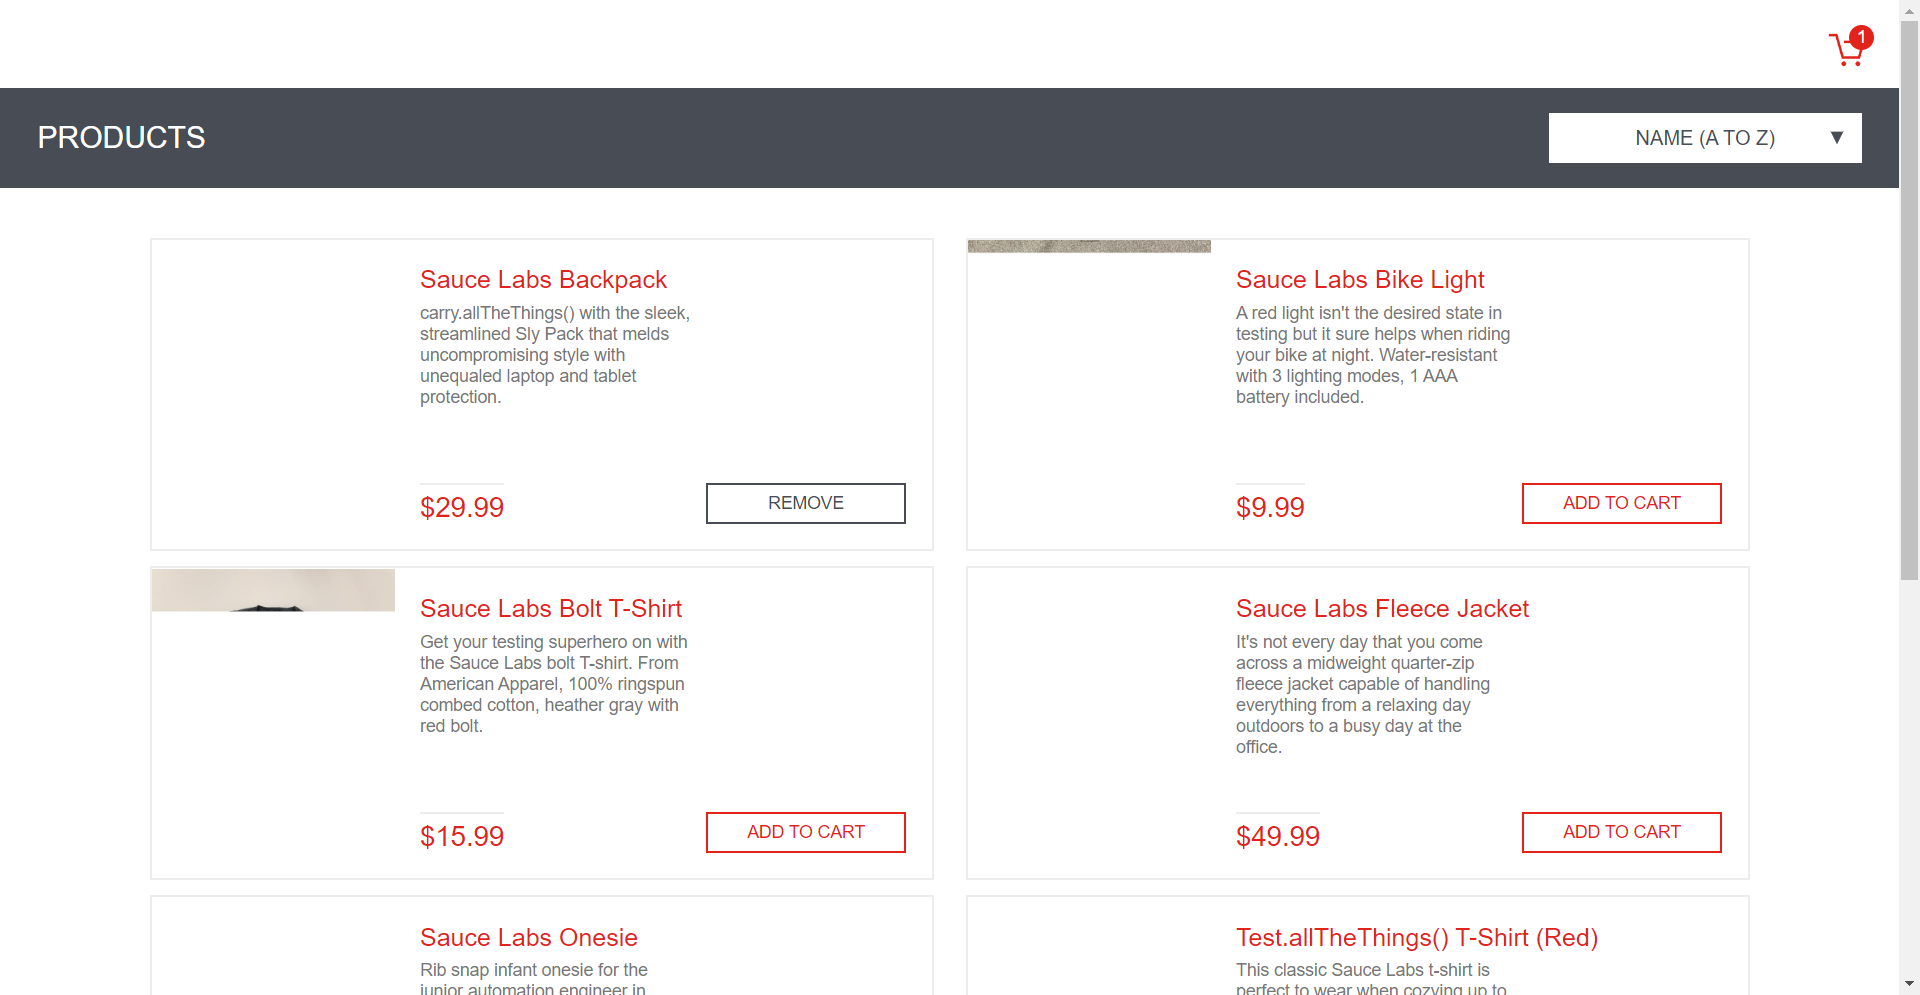 1
PRODUCTS
NAME (A TO Z) ▼
Sauce Labs Backpack
carry.allTheThings() with the sleek,
streamlined Sly Pack that melds
uncompromising style with
unequaled laptop and tablet
protection.
$29.99
REMOVE
Sauce Labs Bike Light
A red light isn't the desired state in
testing but it sure helps when riding
your bike at night. Water-resistant
with 3 lighting modes, 1 AAA
battery included.
$9.99
ADD TO CART
Sauce Labs Bolt T-Shirt
Get your testing superhero on with
the Sauce Labs bolt T-shirt. From
American Apparel, 100% ringspun
combed cotton, heather gray with
red bolt.
$15.99
ADD TO CART
Sauce Labs Fleece Jacket
It's not every day that you come
across a midweight quarter-zip
fleece jacket capable of handling
everything from a relaxing day
outdoors to a busy day at the
office.
$49.99
ADD TO CART
Sauce Labs Onesie
Rib snap infant onesie for the
junior automation engineer in
Test.allTheThings() T-Shirt (Red)
This classic Sauce Labs t-shirt is
perfect to wear when cozying up to